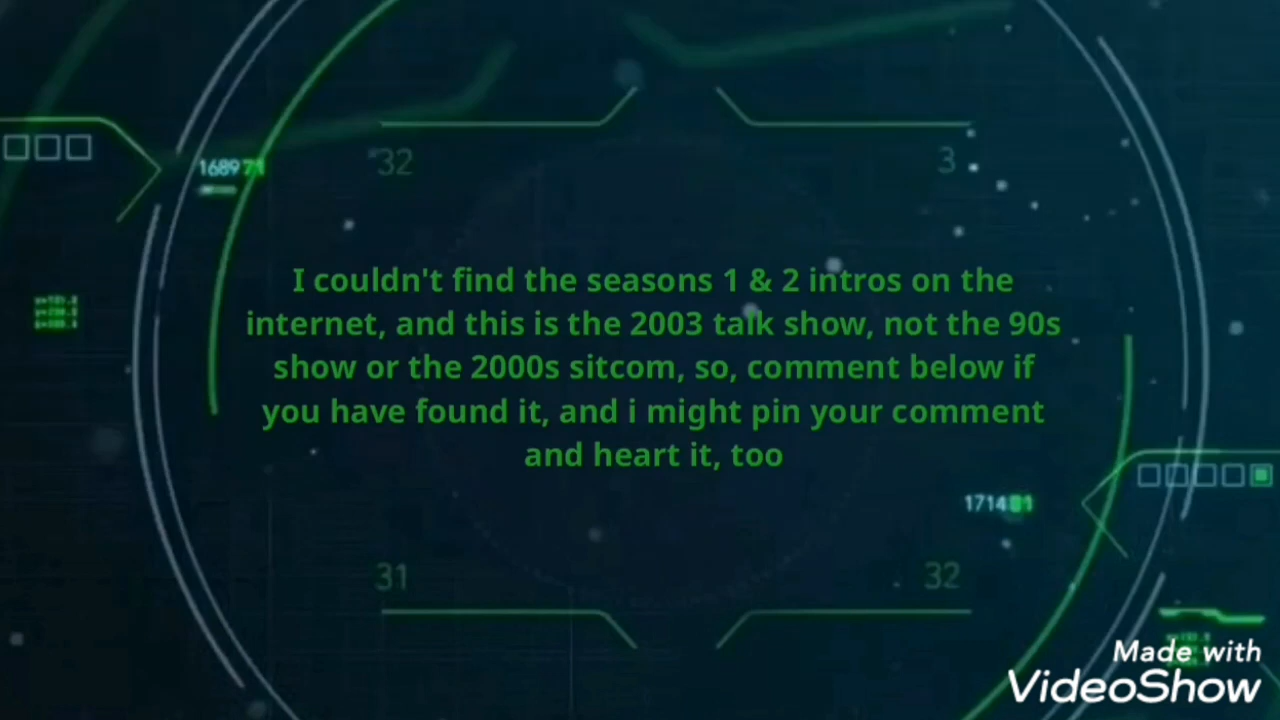 168971
32
3
I couldn't find the seasons 1 & 2 intros on the
internet, and this is the 2003 talk show, not the 90s
show or the 2000s sitcom, so, comment below if
you have found it, and i might pin your comment
and heart it, too
1714
31
32
Made with
VideoShow